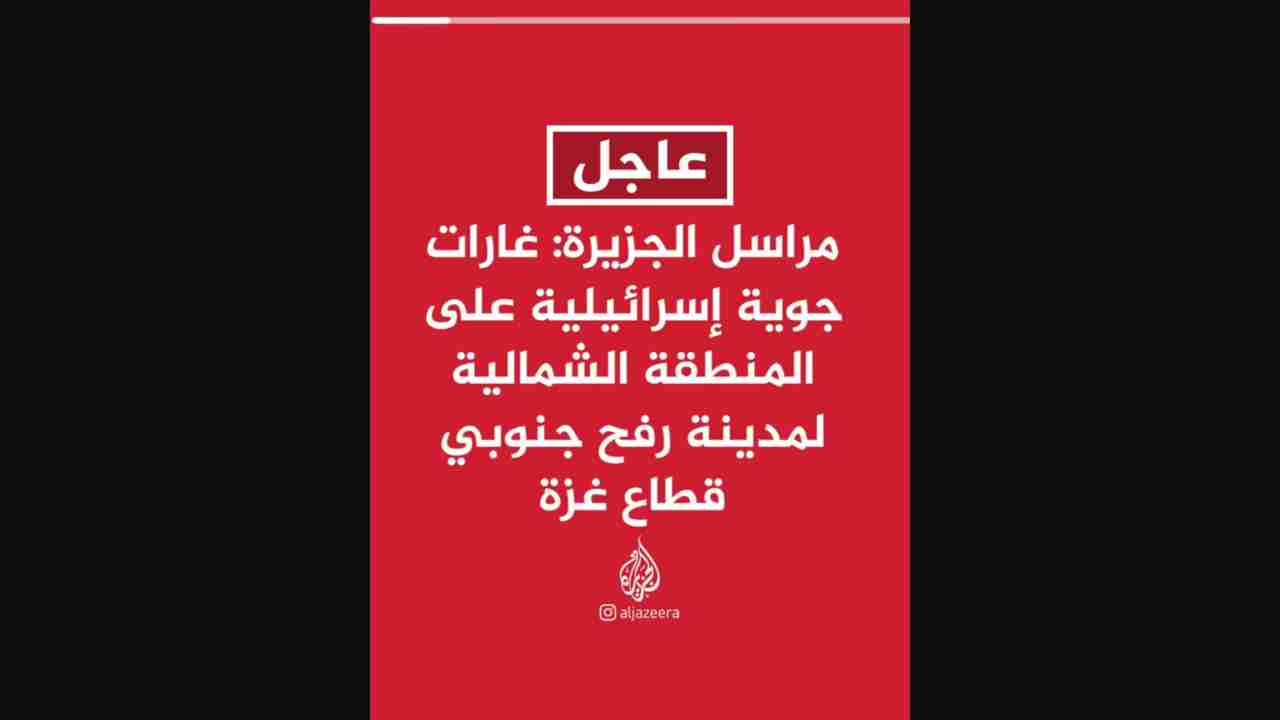 عاجل
مراسل الجزيرة: غارات
جوية إسرائيلية على
المنطقة الشمالية
لمدينة رفح جنوبي
قطاع غزة
الجزيرة
aljazeera